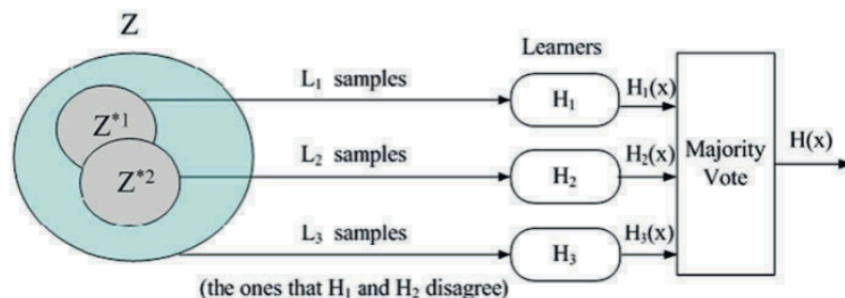 Z
Learners
L₁ samples
Z*1
H₁
H₁(x)
L₂ samples
Z*2
H₂
H₂(x)
Majority
Vote
H(x)
L₃ samples
H₃
H₃(x)
(the ones that H₁ and H₂ disagree)